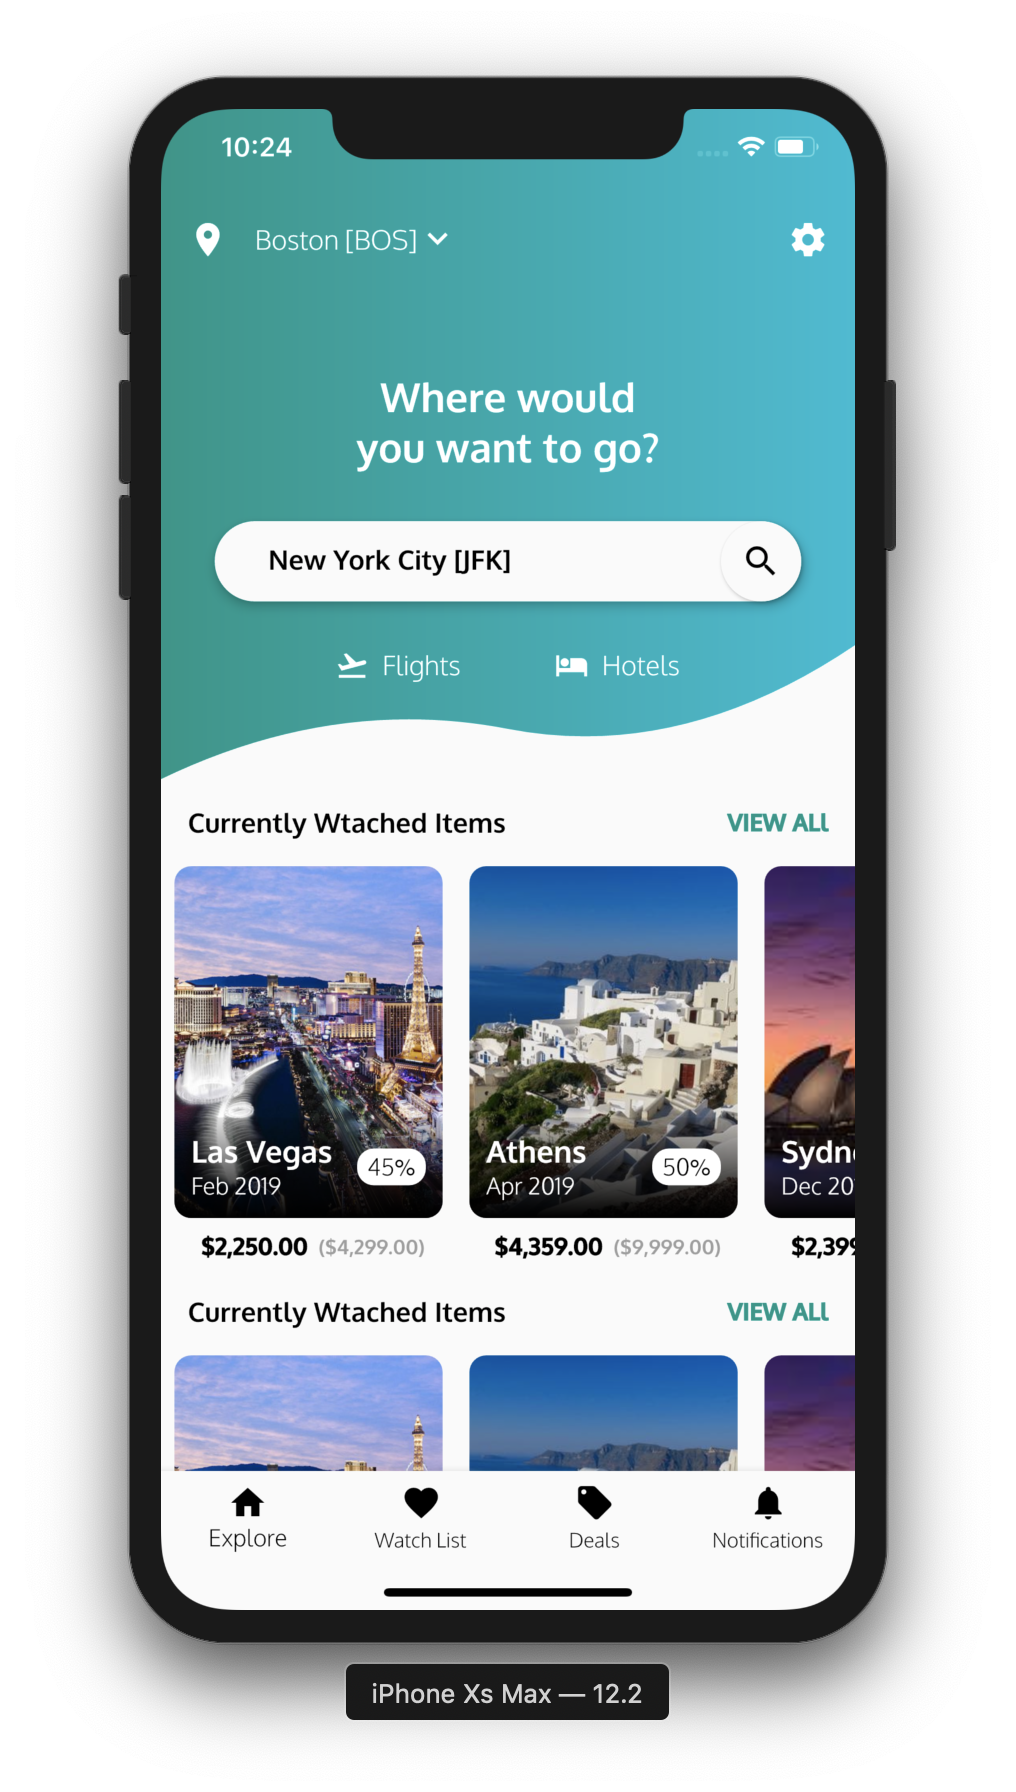 10:24
Boston [BOS]
Where would
you want to go?
New York City [JFK]
Flights Hotels
Currently Wtached Items VIEW ALL
Las Vegas
Feb 2019
45%
Athens
Apr 2019
50%
Sydn
Dec 20
$2,250.00 ($4,299.00) $4,359.00 ($9,999.00) $2,399
Currently Wtached Items VIEW ALL
Explore Watch List Deals Notifications
iPhone Xs Max — 12.2